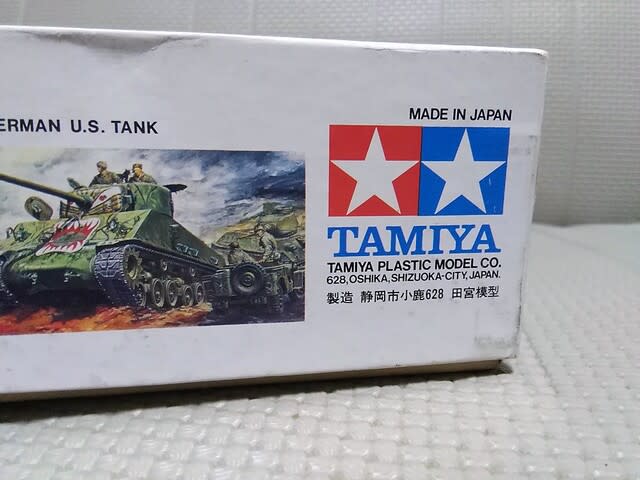 ERMAN U.S. TANK
MADE IN JAPAN
TAMIYA
TAMIYA PLASTIC MODEL CO.
628,OSHIKA,SHIZUOKA-CITY,JAPAN.
製造 静岡市小鹿628 田宮模型